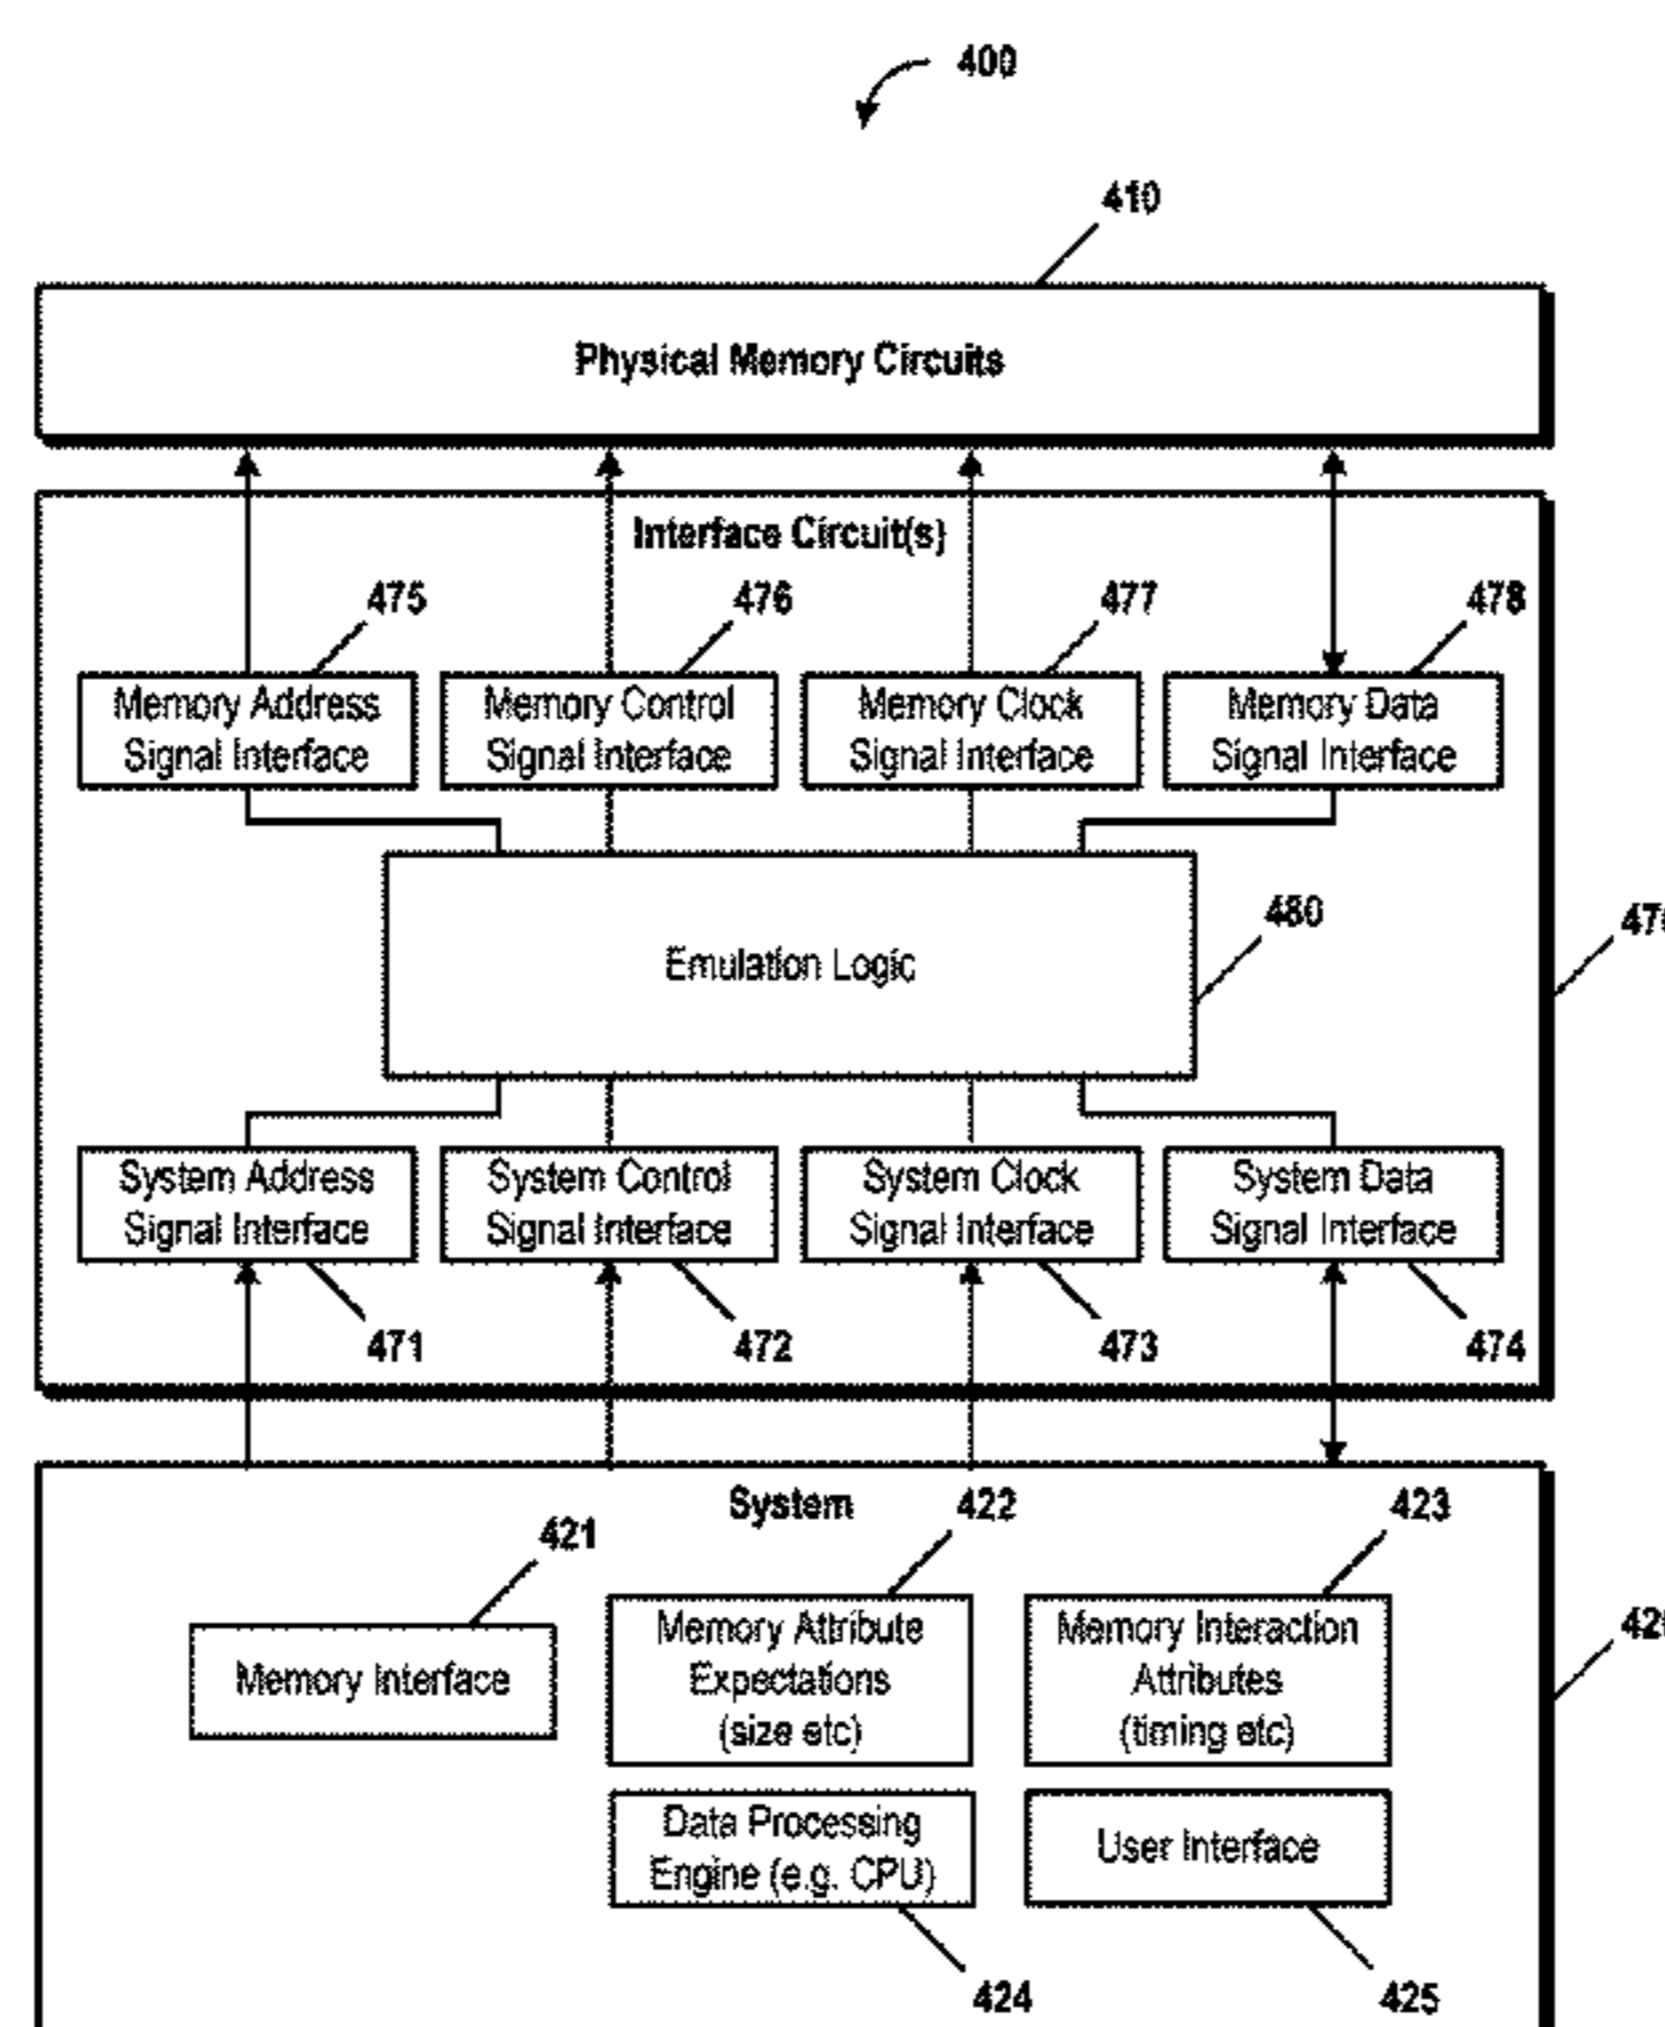 400
410
Physical Memory Circuits
Interface Circuit(s)
475
476
477
478
Memory Address
Signal Interface
Memory Control
Signal Interface
Memory Clock
Signal Interface
Memory Data
Signal Interface
480
Emulation Logic
System Address
Signal Interface
System Control
Signal Interface
System Clock
Signal Interface
System Data
Signal Interface
471
472
473
474
System
421
422
423
Memory Interface
Memory Attribute
Expectations
(size etc)
Memory Interaction
Attributes
(timing etc)
Data Processing
Engine (e.g. CPU)
User Interface
424
425